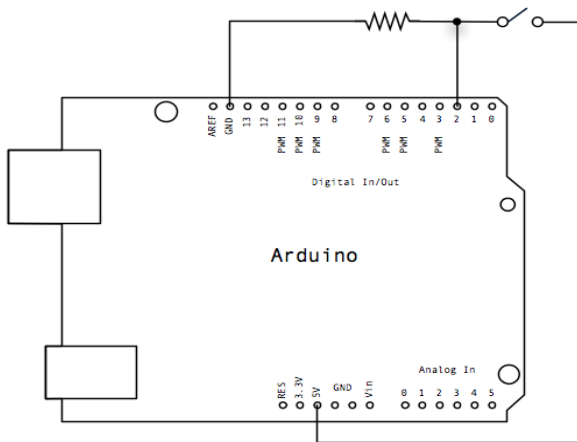 AREF GND 13 12 11 10 9 8 7 6 5 4 3 2 1 0
PWM PWM PWM PWM PWM PWM
Digital In/Out
Arduino
Analog In
RES 3.3V 5V GND Vin 0 1 2 3 4 5